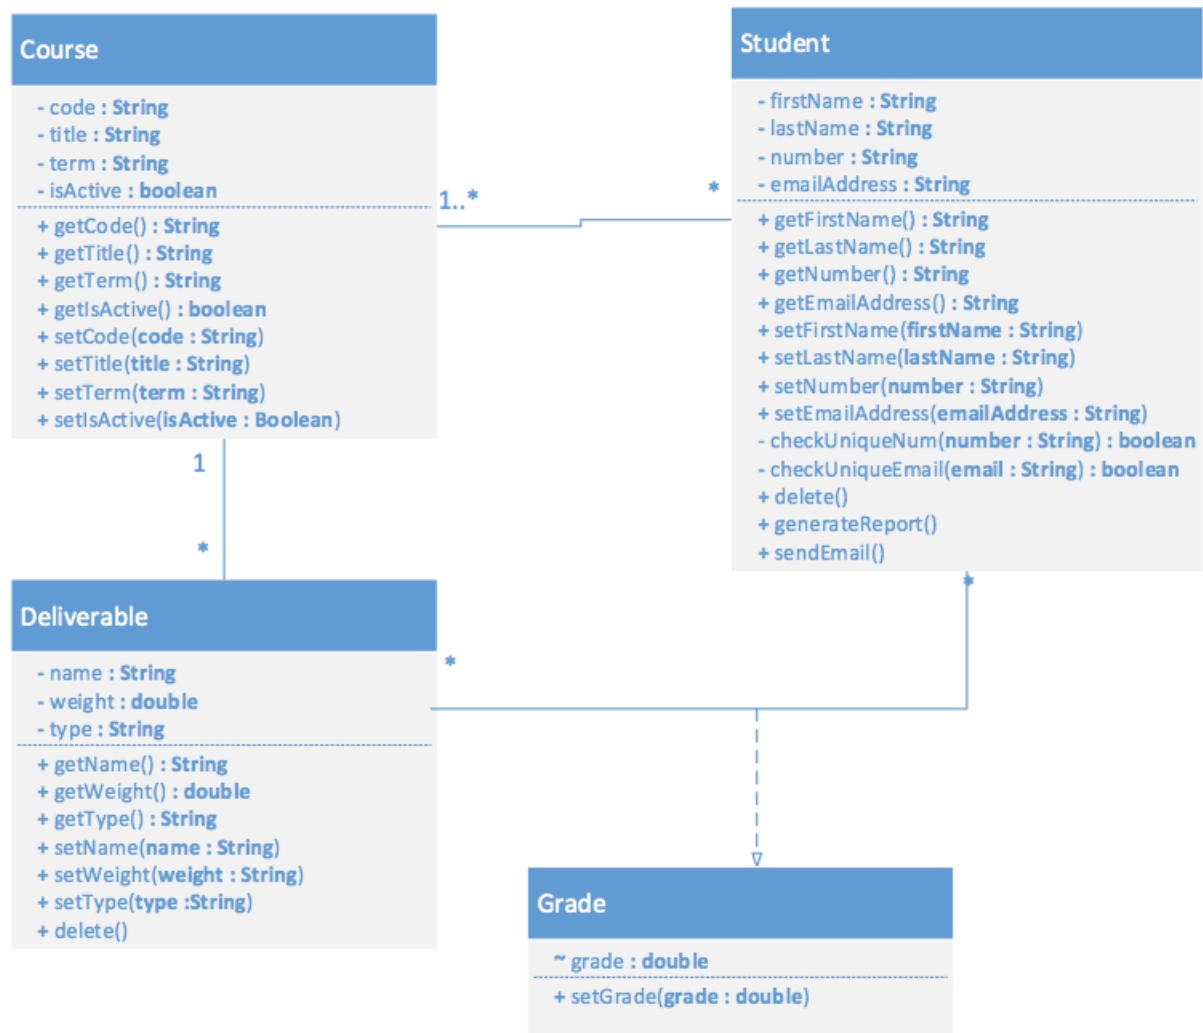 Course
- code : String
- title : String
- term : String
- isActive : boolean
+ getCode() : String
+ getTitle() : String
+ getTerm() : String
+ getIsActive() : boolean
+ setCode(code : String)
+ setTitle(title : String)
+ setTerm(term : String)
+ setIsActive(isActive : Boolean)
1..*
*
Student
- firstName : String
- lastName : String
- number : String
- emailAddress : String
+ getFirstName() : String
+ getLastName() : String
+ getNumber() : String
+ getEmailAddress() : String
+ setFirstName(firstName : String)
+ setLastName(lastName : String)
+ setNumber(number : String)
+ setEmailAddress(emailAddress : String)
- checkUniqueNum(number : String) : boolean
- checkUniqueEmail(email : String) : boolean
+ delete()
+ generateReport()
+ sendEmail()
1
*
Deliverable
- name : String
- weight : double
- type : String
+ getName() : String
+ getWeight() : double
+ getType() : String
+ setName(name : String)
+ setWeight(weight : String)
+ setType(type :String)
+ delete()
*
*
Grade
~ grade : double
+ setGrade(grade : double)